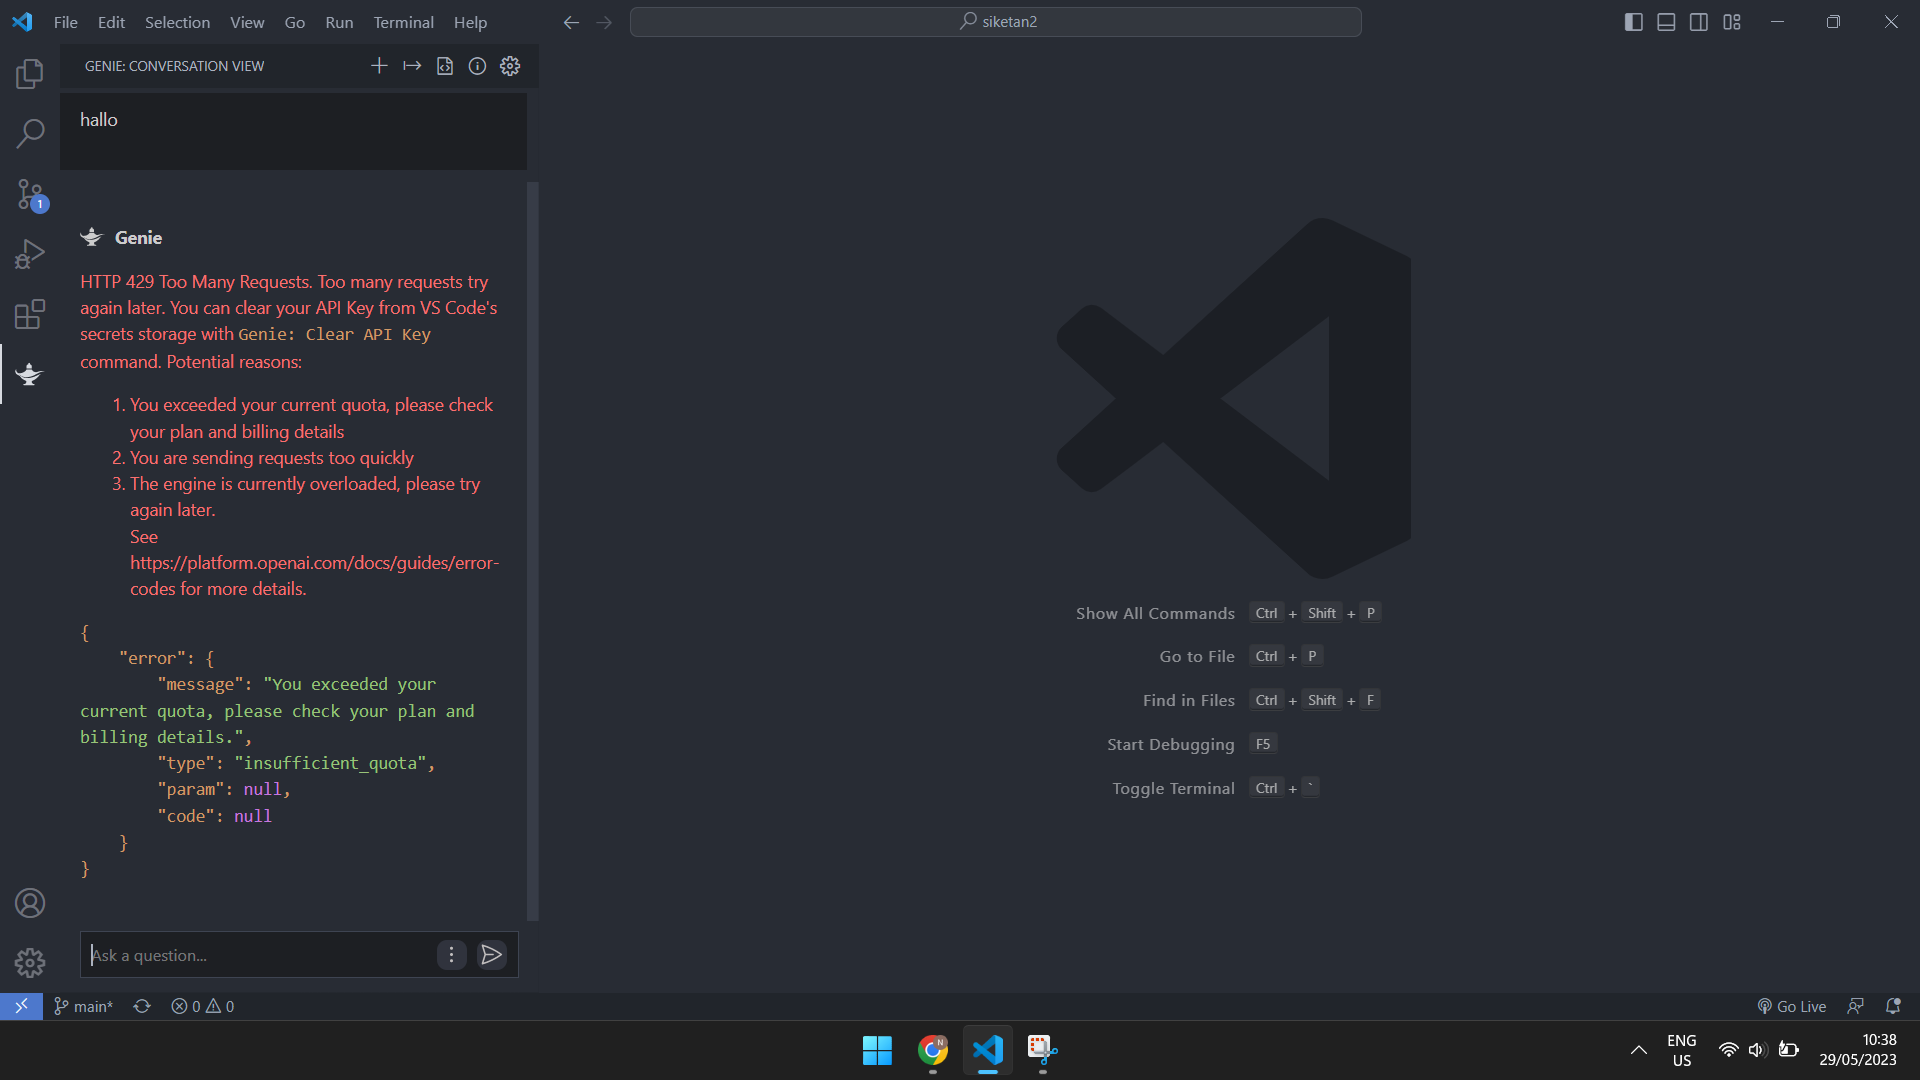 File Edit Selection View Go Run Terminal Help
siketan2
GENIE: CONVERSATION VIEW
hallo
1
Genie
HTTP 429 Too Many Requests. Too many requests try
again later. You can clear your API Key from VS Code's
secrets storage with Genie: Clear API Key
command. Potential reasons:
1. You exceeded your current quota, please check
your plan and billing details
2. You are sending requests too quickly
3. The engine is currently overloaded, please try
again later.
See
https://platform.openai.com/docs/guides/error-
codes for more details.
{
"error": {
"message": "You exceeded your
current quota, please check your plan and
billing details.",
"type": "insufficient_quota",
"param": null,
"code": null
}
}
Ask a question...
Show All Commands Ctrl + Shift + P
Go to File Ctrl + P
Find in Files Ctrl + Shift + F
Start Debugging F5
Toggle Terminal Ctrl + `
main* 0 0
Go Live
N
ENG
US
10:38
29/05/2023